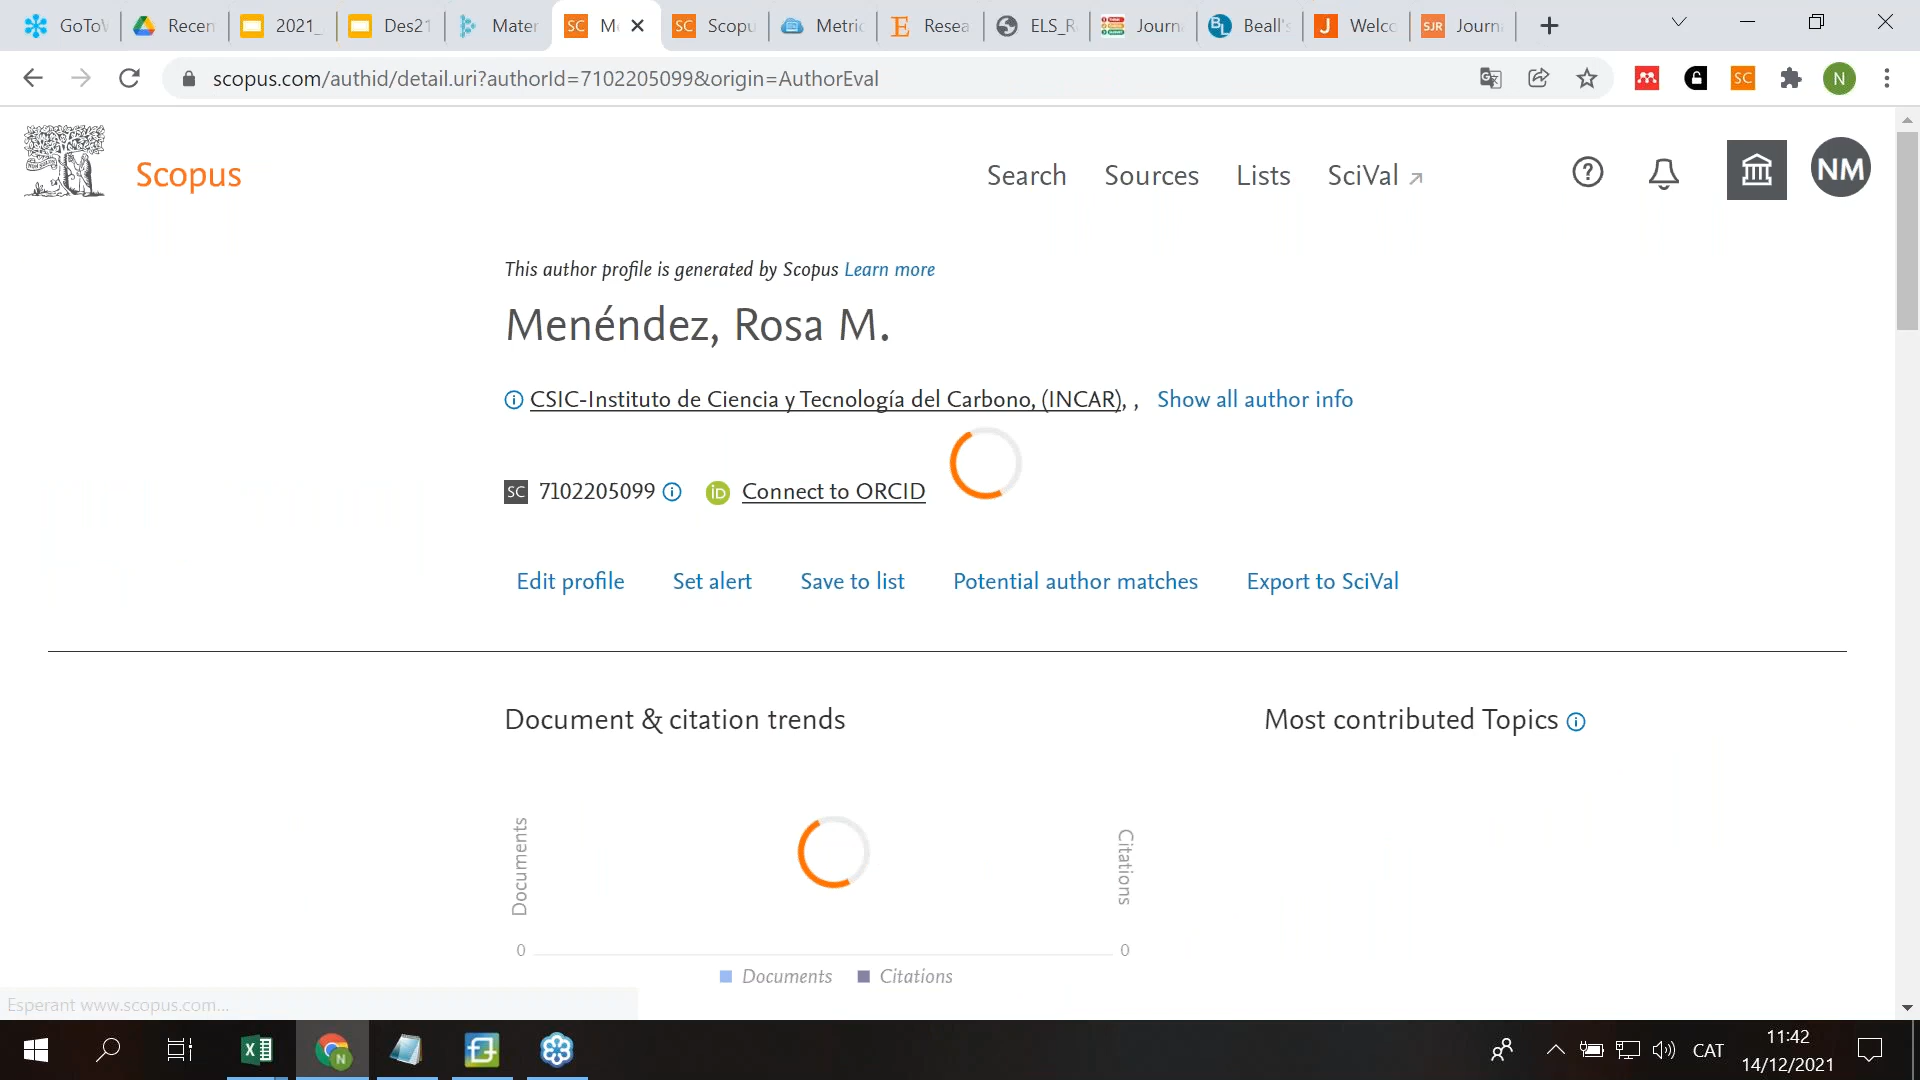 GoToW
Recen
2021_
Des21
Mater
SC M
SC Scopu
Metric
E Resea
ELS_R
Journ
BL Beall's
J Welco
SJR Journ
scopus.com/authid/detail.uri?authorId=7102205099&origin=AuthorEval
SC
N
Scopus
Search Sources Lists SciVal
NM
This author profile is generated by Scopus Learn more
Menéndez, Rosa M.
CSIC-Instituto de Ciencia y Tecnología del Carbono, (INCAR), , Show all author info
SC 7102205099 iD Connect to ORCID
Edit profile Set alert Save to list Potential author matches Export to SciVal
Document & citation trends
Most contributed Topics
Documents
Citations
0
0
Documents Citations
Esperant www.scopus.com...
CAT
11:42
14/12/2021